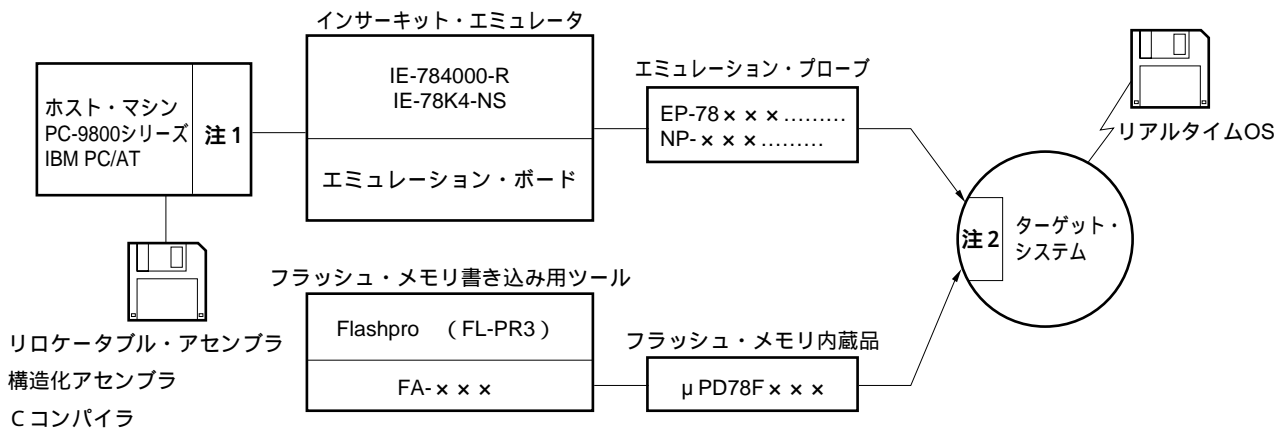 インサーキット・エミュレータ
IE-784000-R
IE-78K4-NS
エミュレーション・ボード
ホスト・マシン
PC-9800シリーズ
IBM PC/AT
注1
エミュレーション・プローブ
EP-78×××.........
NP-×××.........
リアルタイムOS
注2
ターゲット・
システム
リロケータブル・アセンブラ
構造化アセンブラ
Cコンパイラ
フラッシュ・メモリ書き込み用ツール
Flashpro （FL-PR3）
FA-×××
フラッシュ・メモリ内蔵品
μPD78F×××